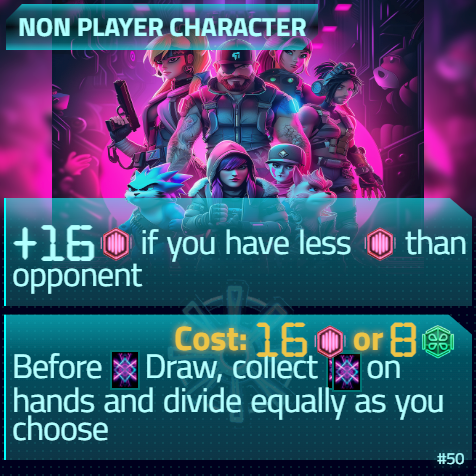 NON PLAYER CHARACTER
+16 if you have less than
opponent
Cost: 16 or 8
Before Draw, collect on
hands and divide equally as you
choose
#50